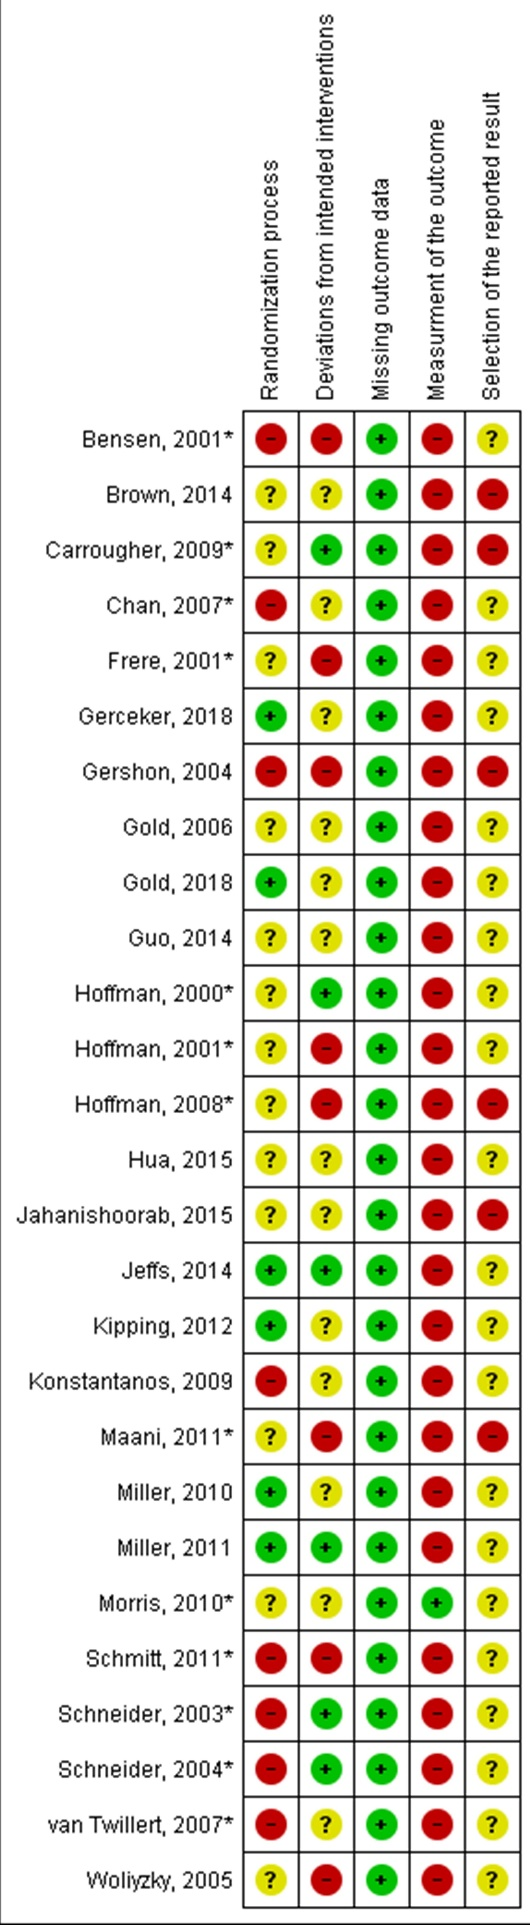 Randomization process
Deviations from intended interventions
Missing outcome data
Measurment of the outcome
Selection of the reported result
Bensen, 2001* - - + - ?
Brown, 2014 ? ? + - -
Carrougher, 2009* ? + + - -
Chan, 2007* - ? + - ?
Frere, 2001* ? - + - ?
Gerceker, 2018 + ? + - ?
Gershon, 2004 - - + - -
Gold, 2006 ? ? + - ?
Gold, 2018 + ? + - ?
Guo, 2014 ? ? + - ?
Hoffman, 2000* ? + + - ?
Hoffman, 2001* ? - + - ?
Hoffman, 2008* ? - + - -
Hua, 2015 ? ? + - ?
Jahanishoorab, 2015 ? ? + - -
Jeffs, 2014 + + + - ?
Kipping, 2012 + ? + - ?
Konstantanos, 2009 - ? + - ?
Maani, 2011* ? - + - -
Miller, 2010 + ? + - ?
Miller, 2011 + + + - ?
Morris, 2010* ? ? + + ?
Schmitt, 2011* - - + - ?
Schneider, 2003* - + + - ?
Schneider, 2004* - + + - ?
van Twillert, 2007* - ? + - ?
Woliyzky, 2005 ? - + - ?